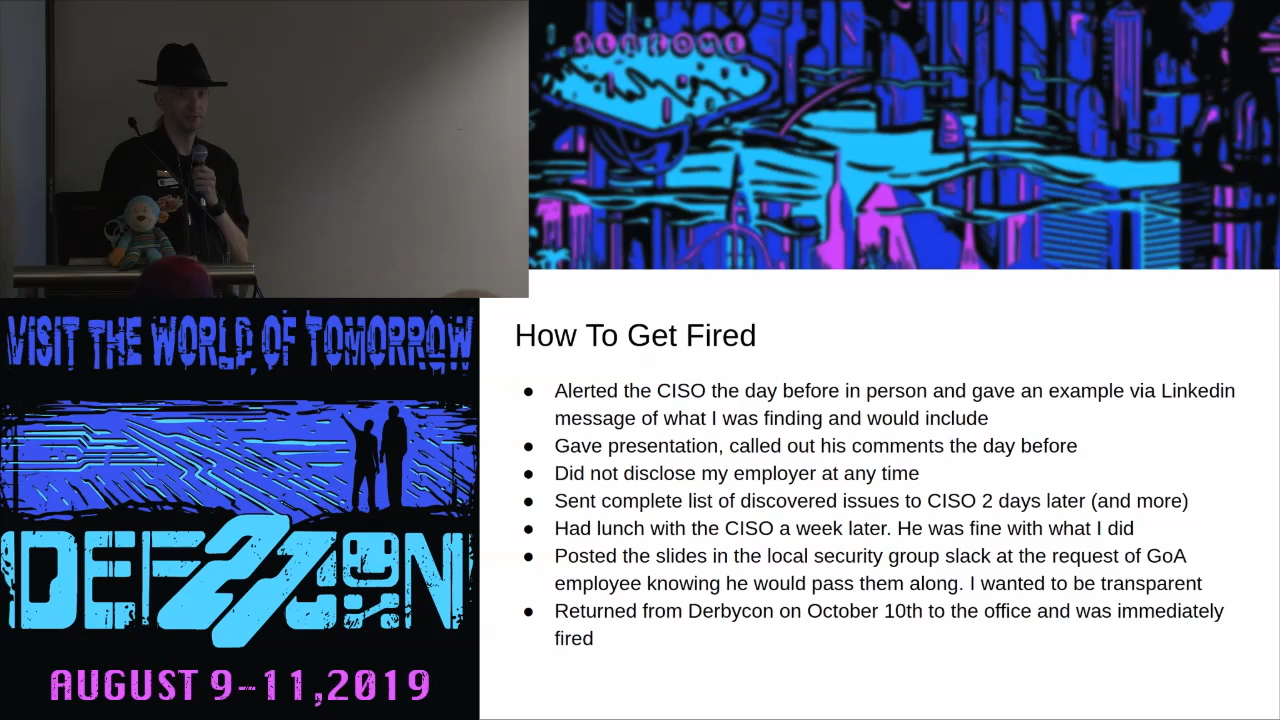 WELCOME
VISIT THE WORLD OF TOMORROW
DEF27CON
AUGUST 9-11,2019
How To Get Fired
● Alerted the CISO the day before in person and gave an example via Linkedin
message of what I was finding and would include
● Gave presentation, called out his comments the day before
● Did not disclose my employer at any time
● Sent complete list of discovered issues to CISO 2 days later (and more)
● Had lunch with the CISO a week later. He was fine with what I did
● Posted the slides in the local security group slack at the request of GoA
employee knowing he would pass them along. I wanted to be transparent
● Returned from Derbycon on October 10th to the office and was immediately
fired